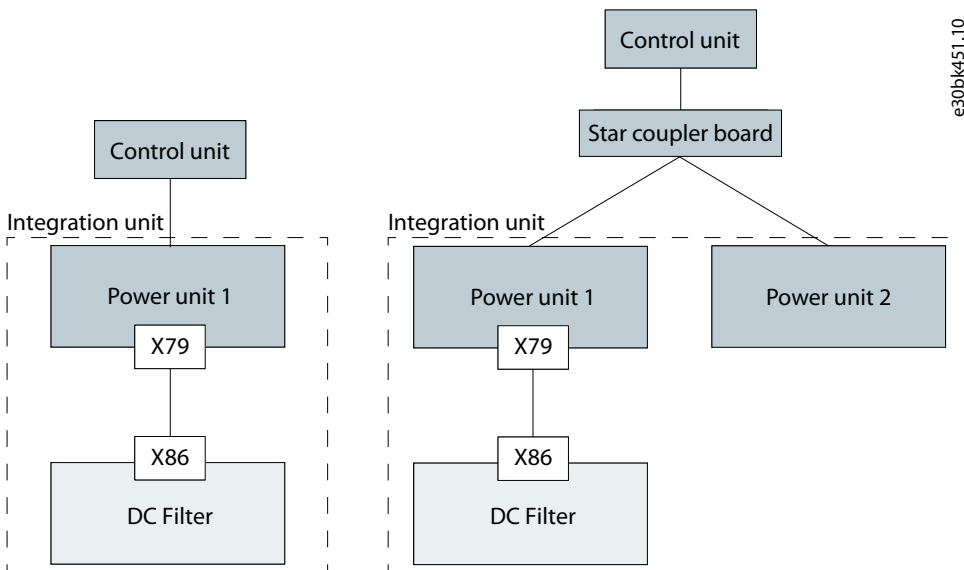 Control unit
Integration unit
Power unit 1
X79
X86
DC Filter
Control unit
Star coupler board
Integration unit
Power unit 1
Power unit 2
X79
X86
DC Filter
e30bk451.10